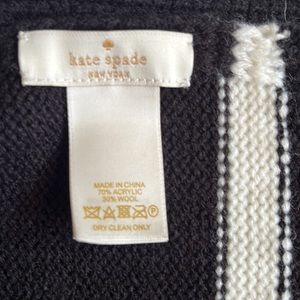 kate spade
NEW YORK
MADE IN CHINA
70% ACRYLIC
30% WOOL
P
DRY CLEAN ONLY